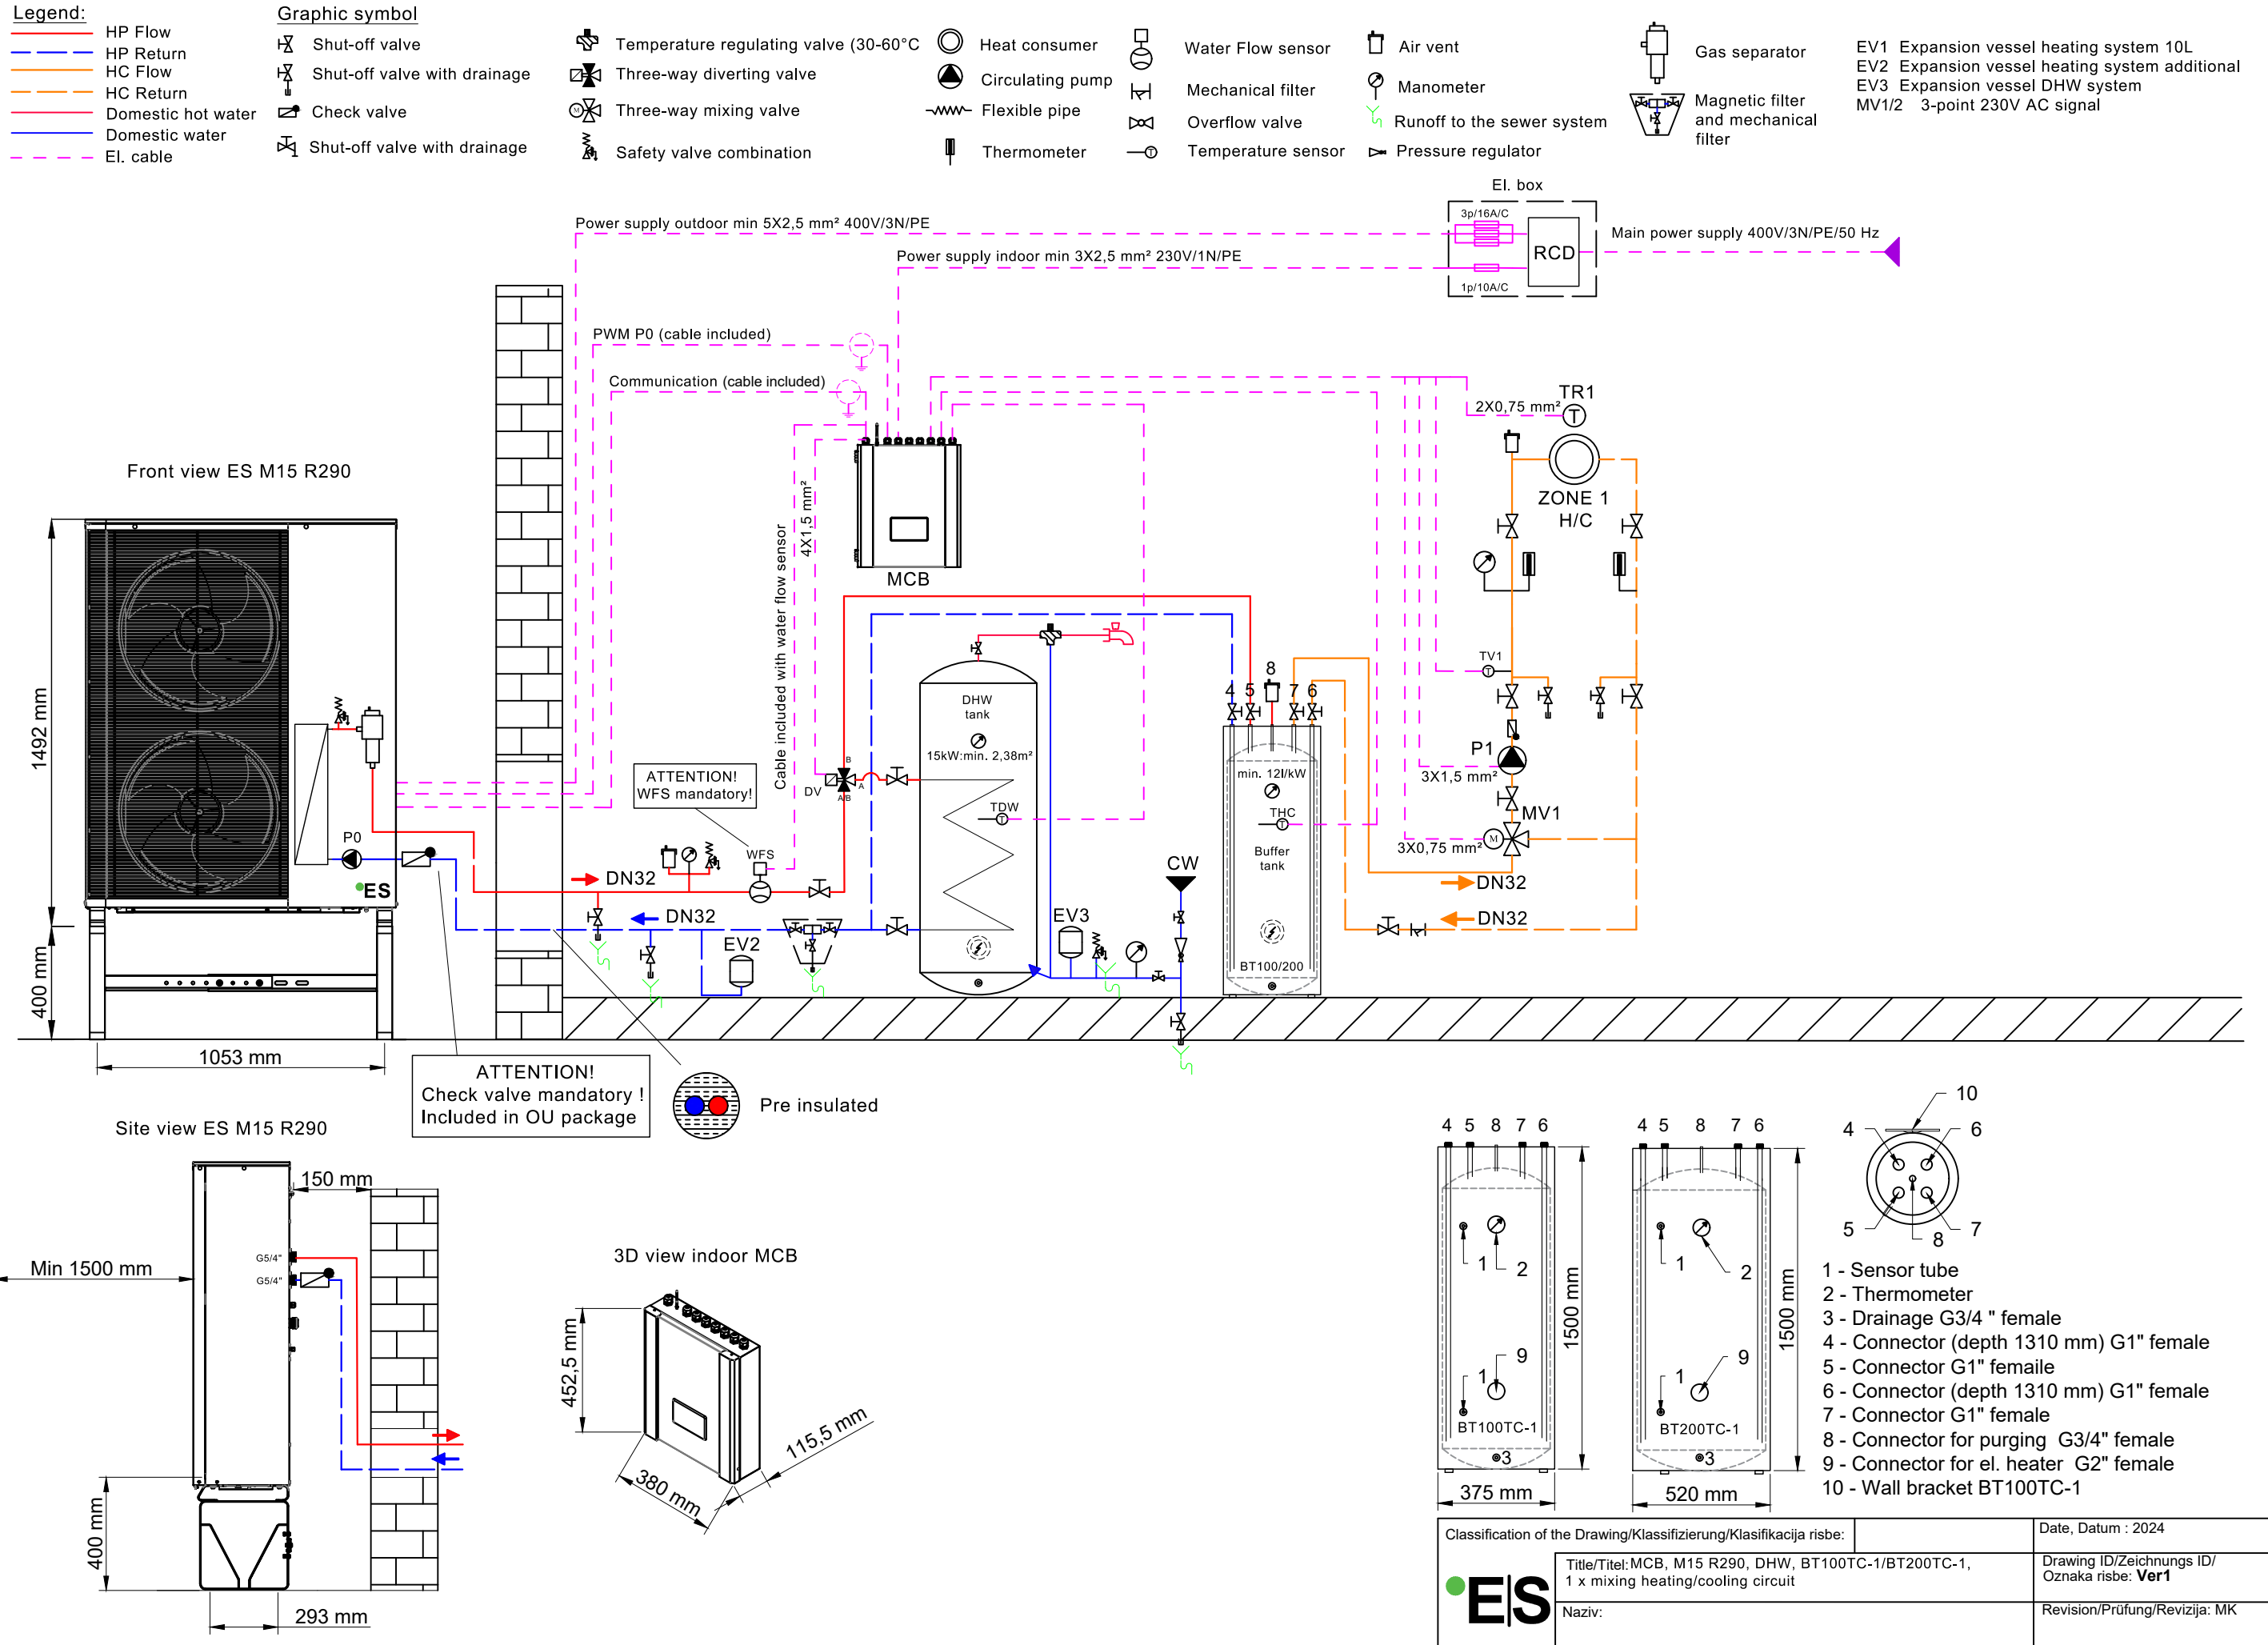 Legend:
HP Flow
HP Return
HC Flow
HC Return
Domestic hot water
Domestic water
El. cable
Graphic symbol
Shut-off valve
Shut-off valve with drainage
Check valve
Shut-off valve with drainage
Temperature regulating valve (30-60°C
Three-way diverting valve
M
Three-way mixing valve
Safety valve combination
Heat consumer
Circulating pump
Flexible pipe
Thermometer
Water Flow sensor
Mechanical filter
Overflow valve
T
Temperature sensor
Air vent
Manometer
Runoff to the sewer system
Pressure regulator
Gas separator
Magnetic filter
and mechanical
filter
EV1 Expansion vessel heating system 10L
EV2 Expansion vessel heating system additional
EV3 Expansion vessel DHW system
MV1/2 3-point 230V AC signal
El. box
3p/16A/C
RCD
1p/10A/C
Main power supply 400V/3N/PE/50 Hz
Power supply outdoor min 5X2,5 mm² 400V/3N/PE
Power supply indoor min 3X2,5 mm² 230V/1N/PE
PWM P0 (cable included)
Communication (cable included)
TR1
2X0,75 mm²
T
ZONE 1
H/C
Front view ES M15 R290
1492 mm
400 mm
1053 mm
P0
ES
4X1,5 mm²
Cable included with water flow sensor
MCB
ATTENTION!
WFS mandatory!
WFS
DV
B
A
A/B
DN32
DN32
EV2
DHW
tank
15kW:min. 2,38m²
TDW
T
EV3
CW
4 5 8 7 6
min. 12l/kW
THC
T
Buffer
tank
BT100/200
TV1
T
P1
3X1,5 mm²
MV1
M
3X0,75 mm²
DN32
DN32
ATTENTION!
Check valve mandatory !
Included in OU package
Pre insulated
Site view ES M15 R290
150 mm
G5/4"
G5/4"
Min 1500 mm
400 mm
293 mm
3D view indoor MCB
452,5 mm
380 mm
115,5 mm
4 5 8 7 6
1
2
9
1
BT100TC-1
3
1500 mm
375 mm
4 5 8 7 6
1
2
9
1
BT200TC-1
3
1500 mm
520 mm
10
4
6
5
7
8
1 - Sensor tube
2 - Thermometer
3 - Drainage G3/4 " female
4 - Connector (depth 1310 mm) G1" female
5 - Connector G1" femaile
6 - Connector (depth 1310 mm) G1" female
7 - Connector G1" female
8 - Connector for purging G3/4" female
9 - Connector for el. heater G2" female
10 - Wall bracket BT100TC-1
Classification of the Drawing/Klassifizierung/Klasifikacija risbe:
Date, Datum : 2024
E|S
Title/Titel: MCB, M15 R290, DHW, BT100TC-1/BT200TC-1,
1 x mixing heating/cooling circuit
Drawing ID/Zeichnungs ID/
Oznaka risbe: Ver1
Naziv:
Revision/Prüfung/Revizija: MK